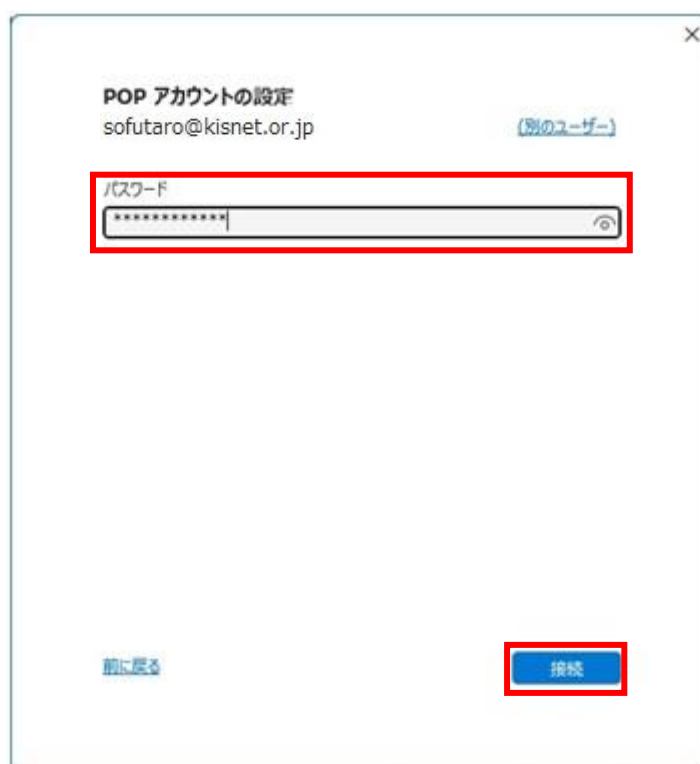 POP アカウントの設定
sofutaro@kisnet.or.jp
(別のユーザー)
パスワード
************
前に戻る
接続